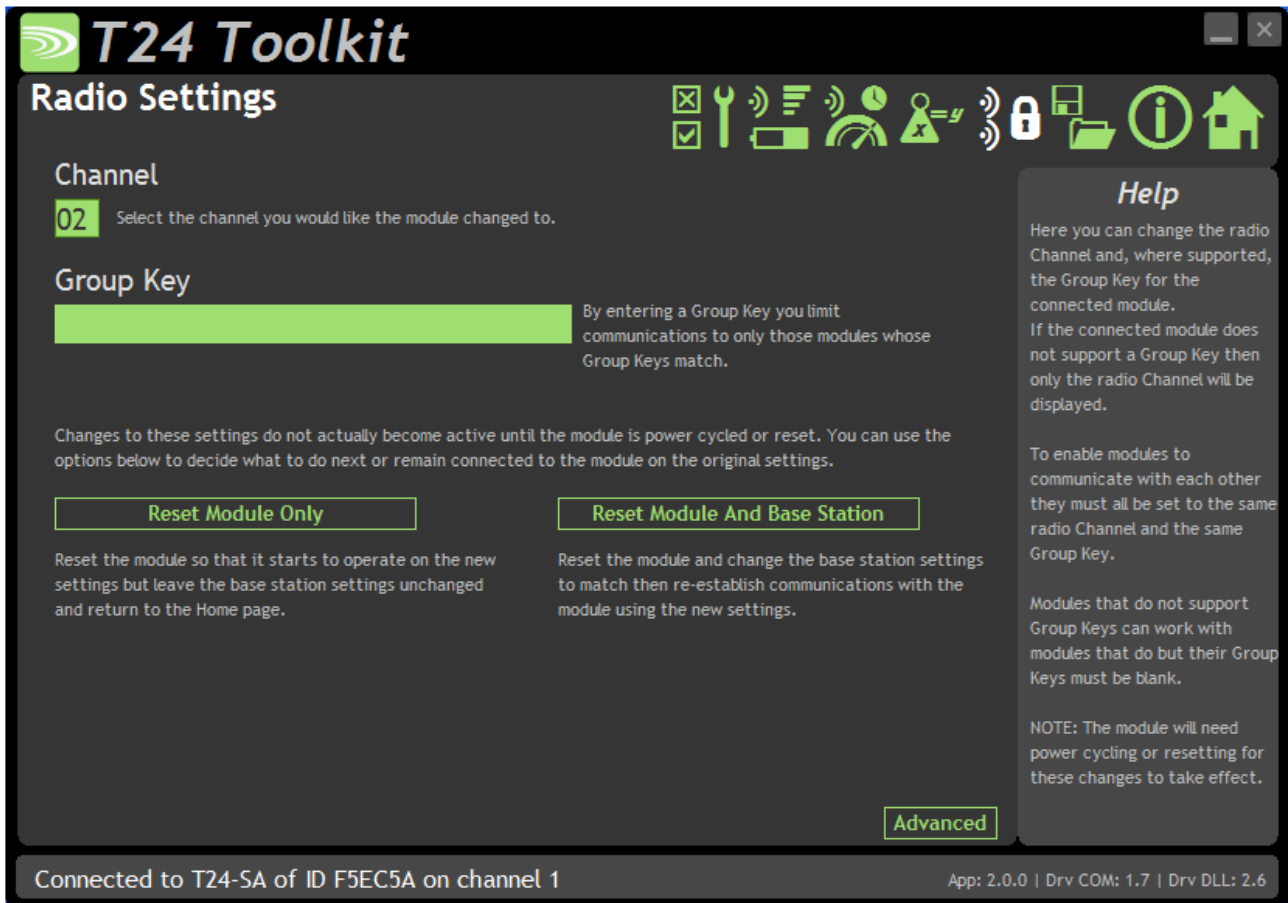 T24 Toolkit
Radio Settings
x
=y
Channel
02
Select the channel you would like the module changed to.
Group Key
By entering a Group Key you limit
communications to only those modules whose
Group Keys match.
Changes to these settings do not actually become active until the module is power cycled or reset. You can use the
options below to decide what to do next or remain connected to the module on the original settings.
Reset Module Only
Reset the module so that it starts to operate on the new
settings but leave the base station settings unchanged
and return to the Home page.
Reset Module And Base Station
Reset the module and change the base station settings
to match then re-establish communications with the
module using the new settings.
Advanced
Help
Here you can change the radio
Channel and, where supported,
the Group Key for the
connected module.
If the connected module does
not support a Group Key then
only the radio Channel will be
displayed.
To enable modules to
communicate with each other
they must all be set to the same
radio Channel and the same
Group Key.
Modules that do not support
Group Keys can work with
modules that do but their Group
Keys must be blank.
NOTE: The module will need
power cycling or resetting for
these changes to take effect.
Connected to T24-SA of ID F5EC5A on channel 1
App: 2.0.0 | Drv COM: 1.7 | Drv DLL: 2.6